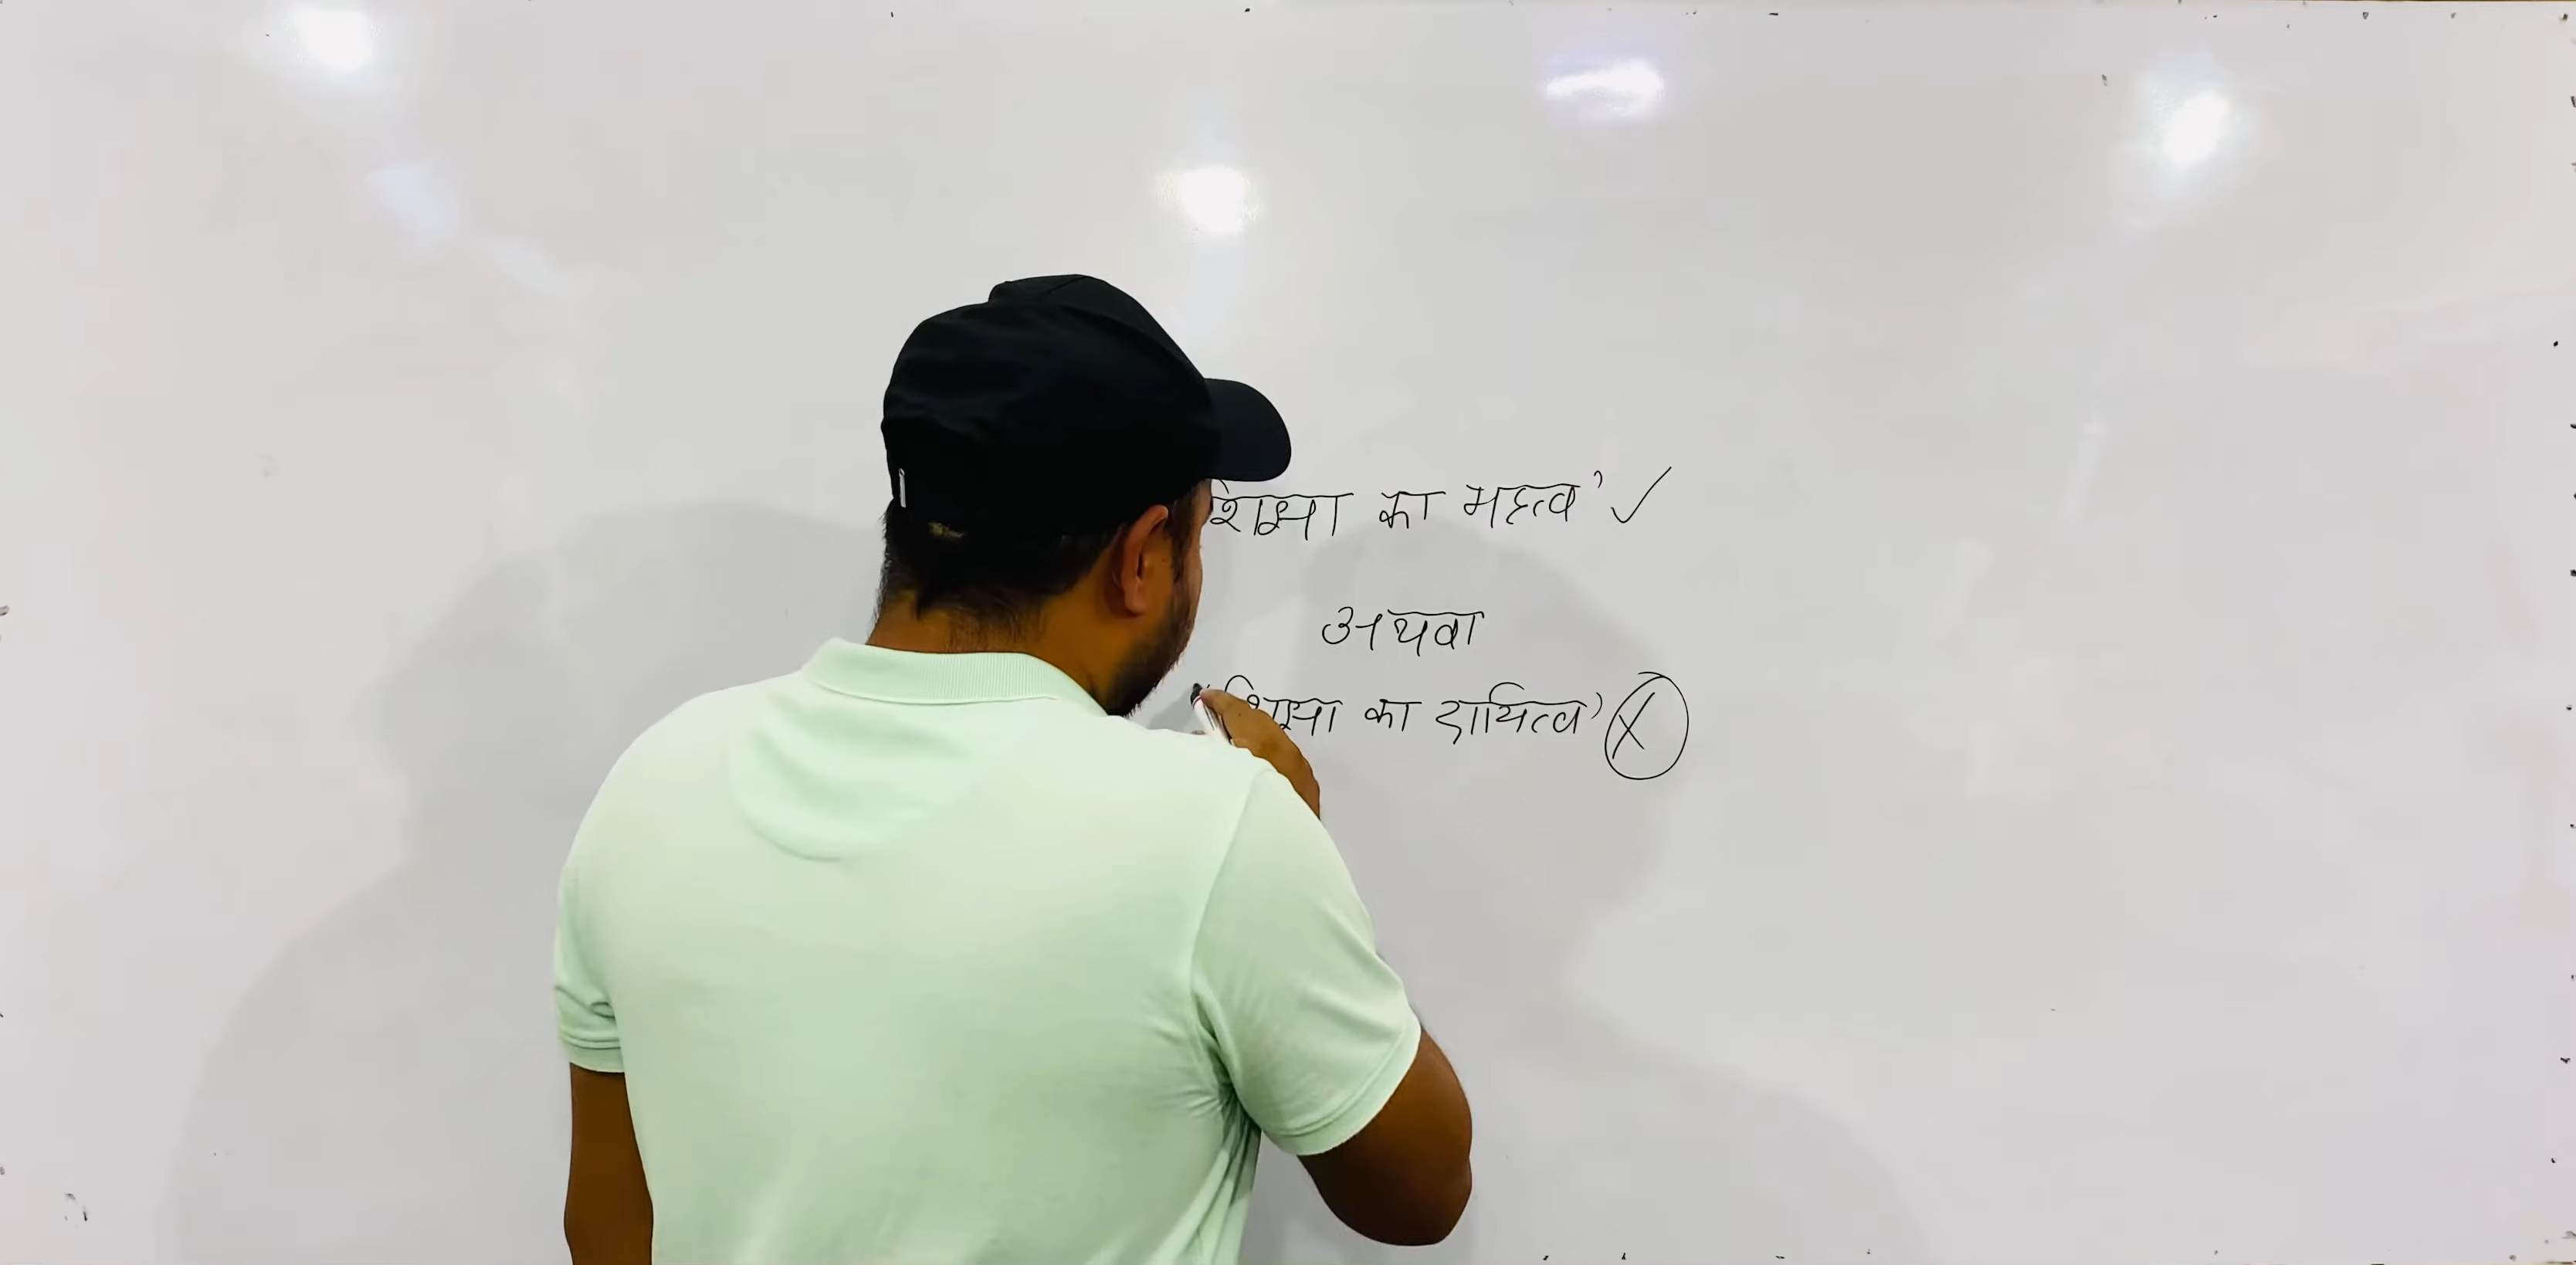 शिक्षा का महत्व' ✓
अथवा
'शिक्षा का दायित्व' X